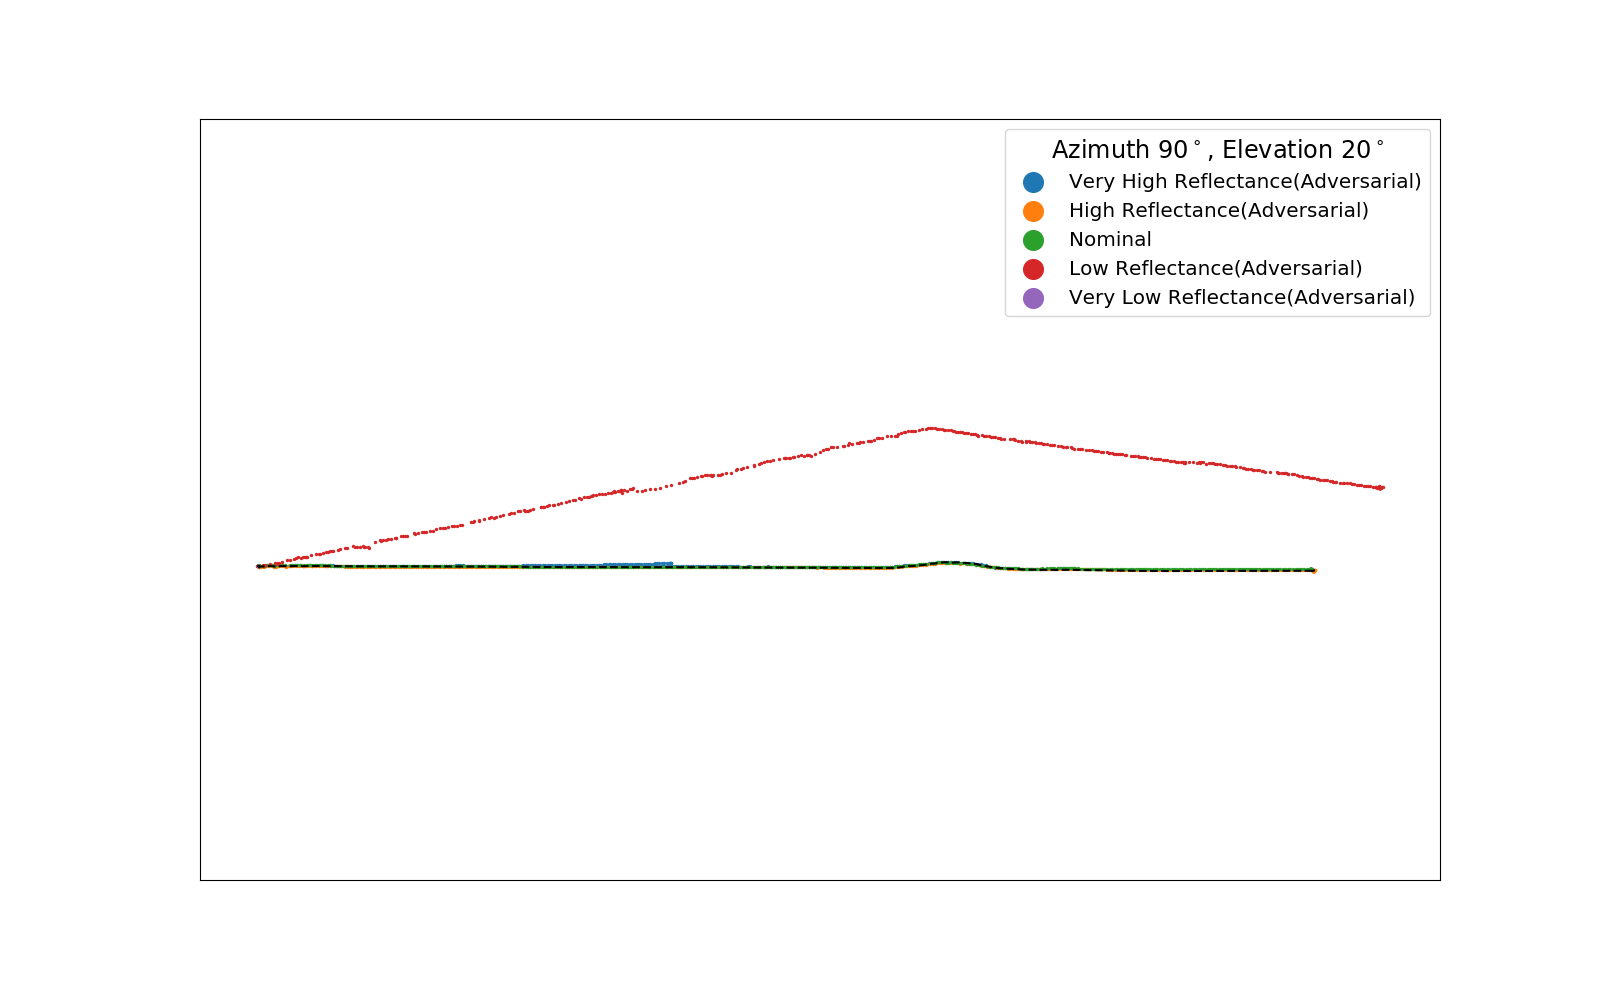 Azimuth 90°, Elevation 20°
Very High Reflectance(Adversarial)
High Reflectance(Adversarial)
Nominal
Low Reflectance(Adversarial)
Very Low Reflectance(Adversarial)